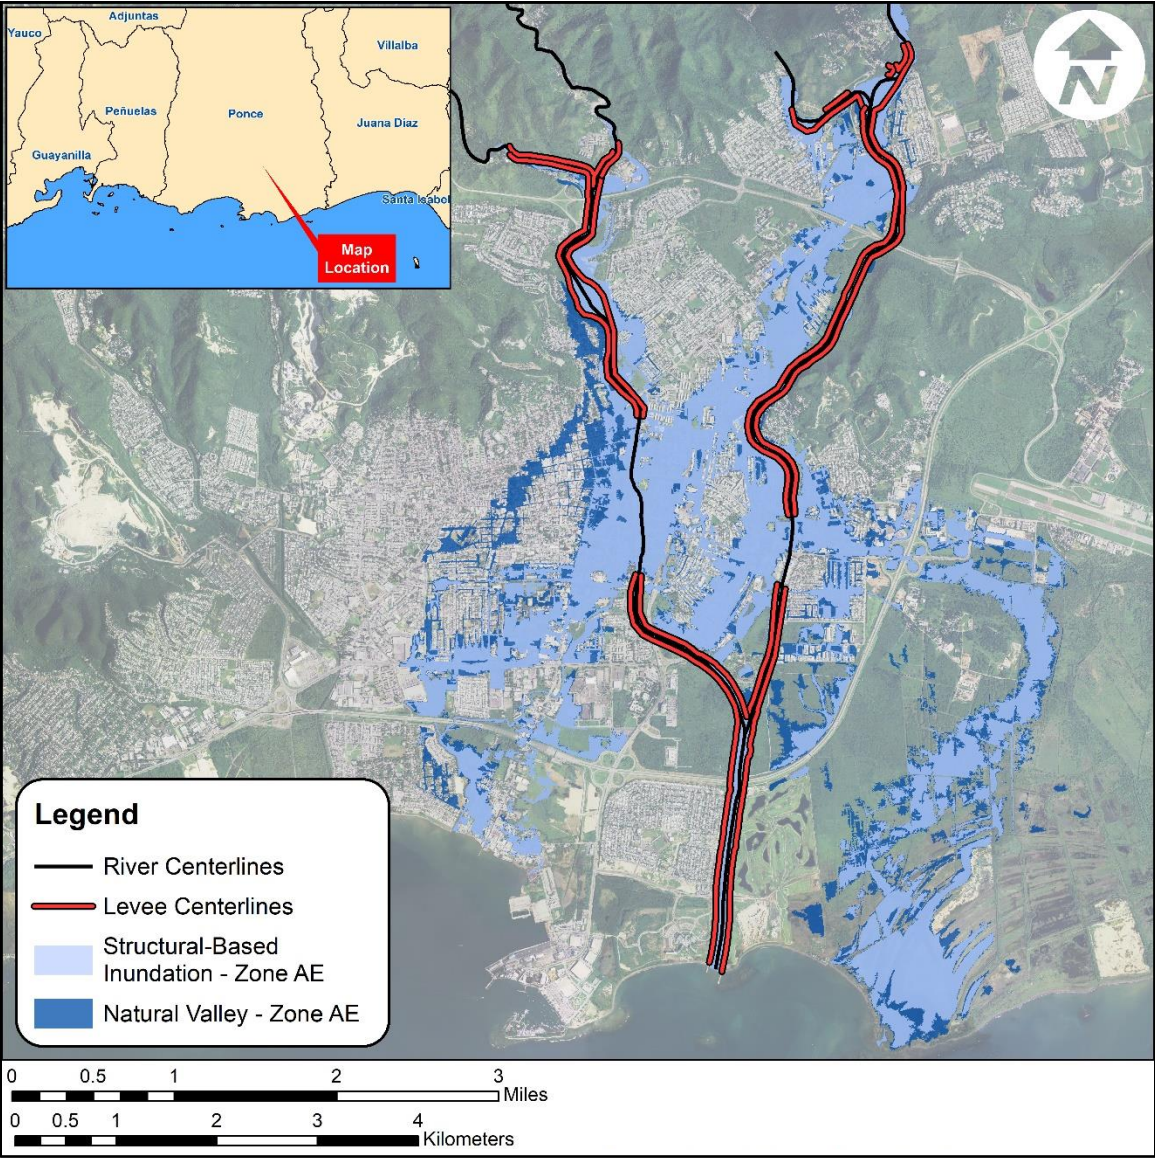 Adjuntas
Yauco
Villalba
Peñuelas
Ponce
Juana Diaz
Guayanilla
Santa Isabel
Map
Location
N
Legend
River Centerlines
Levee Centerlines
Structural-Based
Inundation - Zone AE
Natural Valley - Zone AE
0 0.5 1 2 3
Miles
0 0.5 1 2 3 4
Kilometers